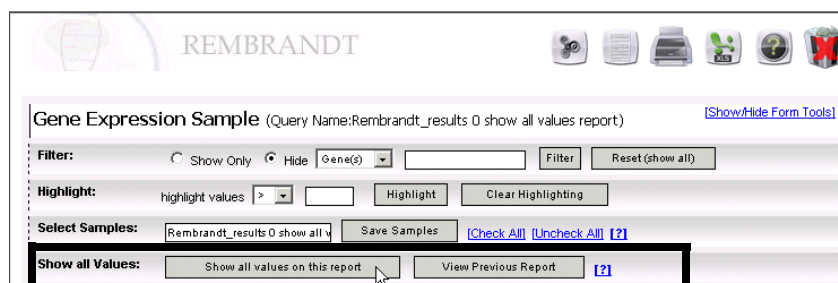 REMBRANDT
XLS ?
Gene Expression Sample (Query Name:Rembrandt_results 0 show all values report) [Show/Hide Form Tools]
Filter: Show Only Hide Gene(s) Filter Reset (show all)
Highlight: highlight values > Highlight Clear Highlighting
Select Samples: Rembrandt_results 0 show all v Save Samples [Check All] [Uncheck All] [?]
Show all Values: Show all values on this report View Previous Report [?]